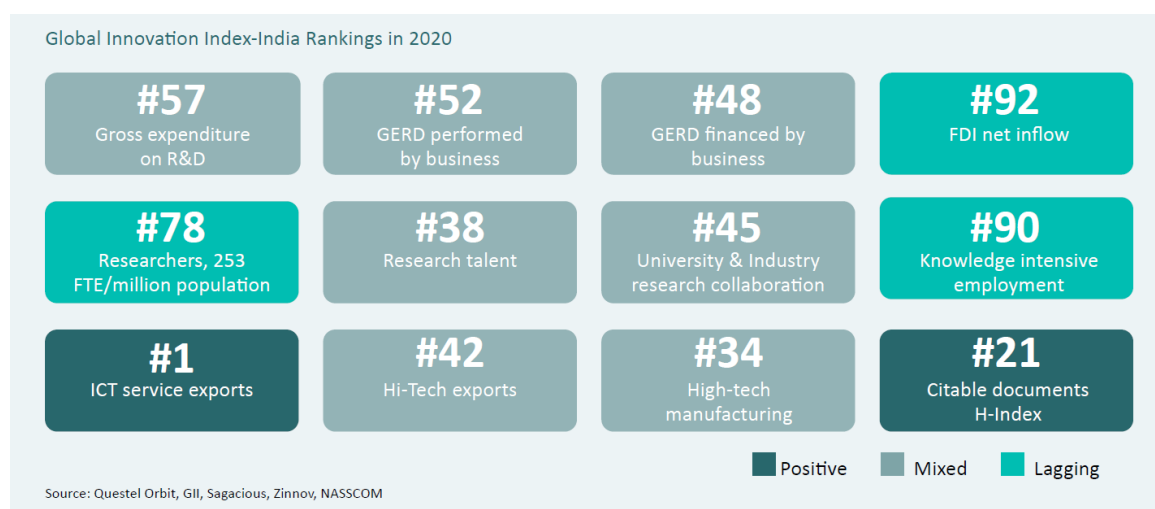 Global Innovation Index-India Rankings in 2020
#57
Gross expenditure
on R&D
#52
GERD performed
by business
#48
GERD financed by
business
#92
FDI net inflow
#78
Researchers, 253
FTE/million population
#38
Research talent
#45
University & Industry
research collaboration
#90
Knowledge intensive
employment
#1
ICT service exports
#42
Hi-Tech exports
#34
High-tech
manufacturing
#21
Citable documents
H-Index
Positive
Mixed
Lagging
Source: Questel Orbit, GII, Sagacious, Zinnov, NASSCOM